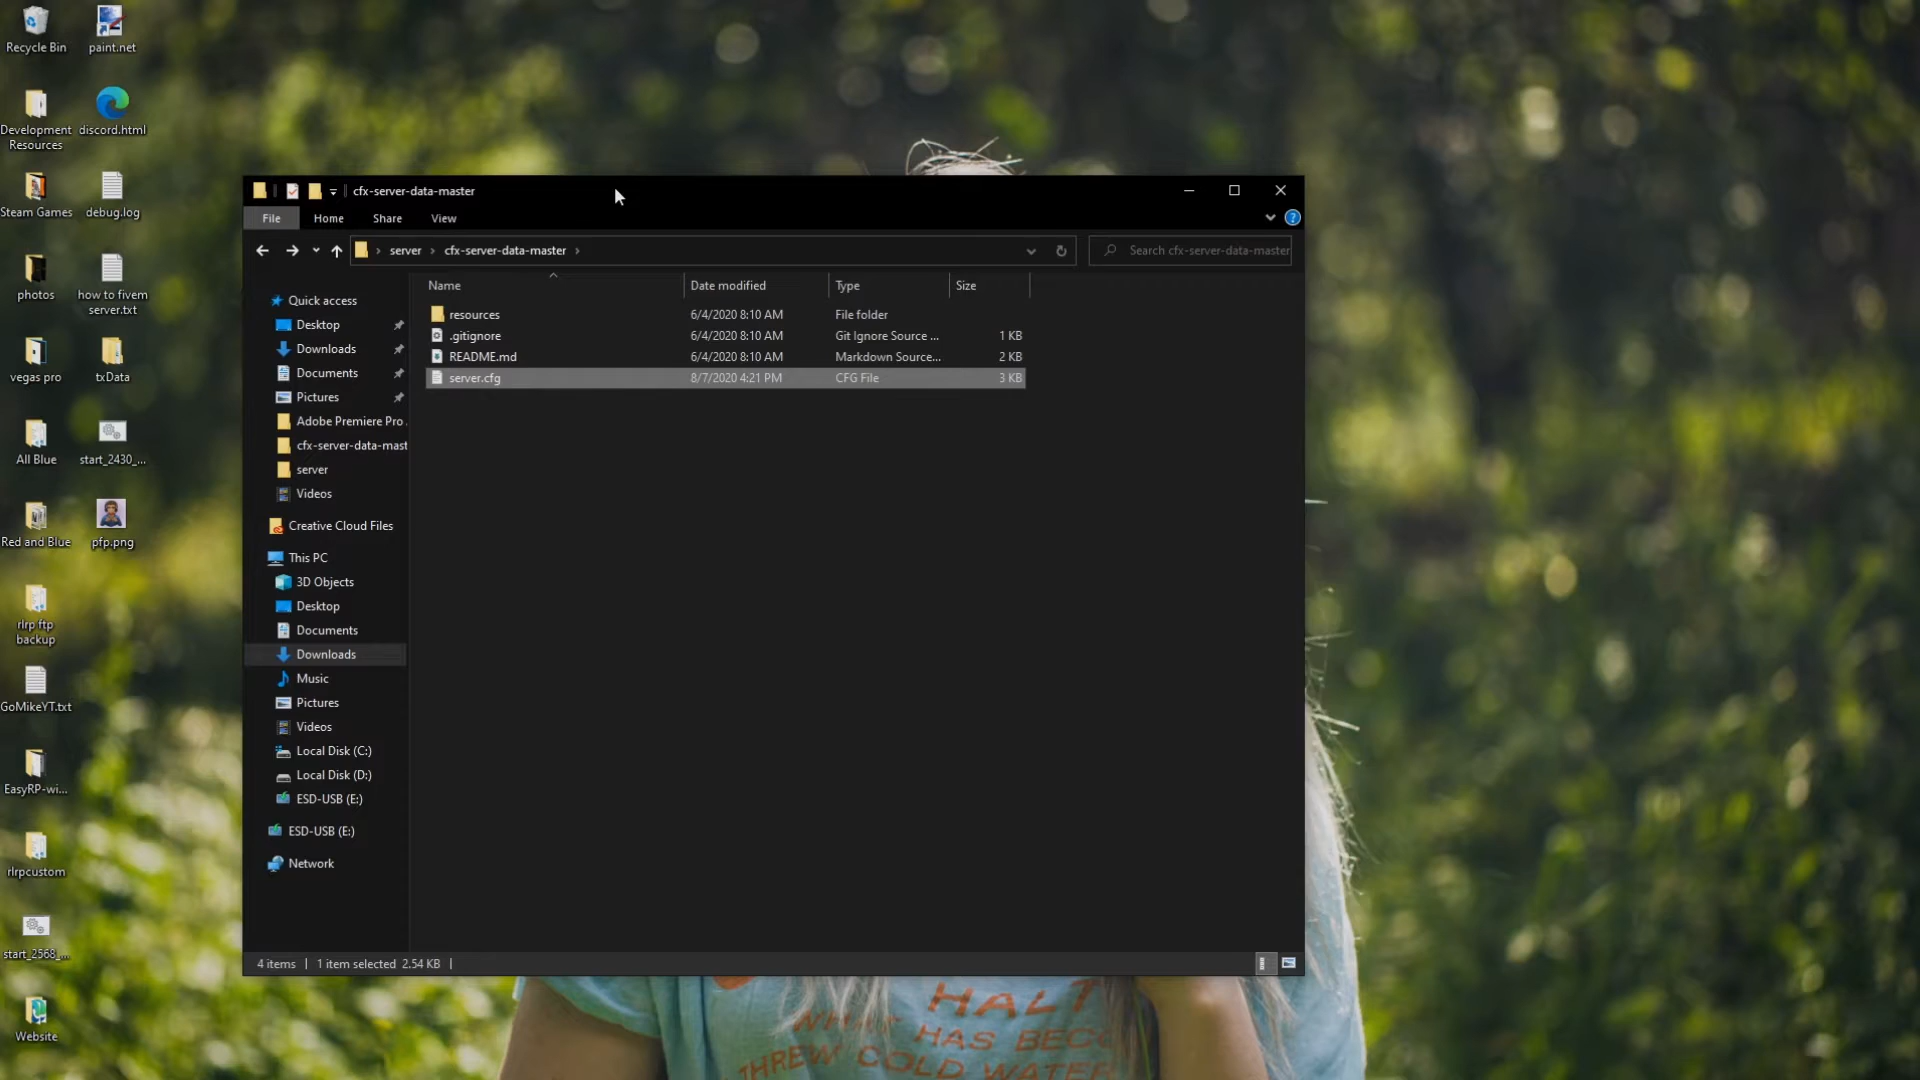 Recycle Bin
paint.net
Development
Resources
discord.html
Steam Games
debug.log
photos
how to fivem
server.txt
vegas pro
txData
All Blue
start_2430_...
Red and Blue
pfp.png
rlrp ftp
backup
GoMikeYT.txt
EasyRP-wi...
rlrpcustom
start_2568_...
Website
cfx-server-data-master
File
Home
Share
View
server
cfx-server-data-master
Search cfx-server-data-master
Quick access
Desktop
Downloads
Documents
Pictures
Adobe Premiere Pro .
cfx-server-data-mast
server
Videos
Creative Cloud Files
This PC
3D Objects
Desktop
Documents
Downloads
Music
Pictures
Videos
Local Disk (C:)
Local Disk (D:)
ESD-USB (E:)
ESD-USB (E:)
Network
Name Date modified Type Size
resources 6/4/2020 8:10 AM File folder
.gitignore 6/4/2020 8:10 AM Git Ignore Source ... 1 KB
README.md 6/4/2020 8:10 AM Markdown Source... 2 KB
server.cfg 8/7/2020 4:21 PM CFG File 3 KB
4 items 1 item selected 2.54 KB
HALT
WHAT HAS BECO
THREW COLD WATER